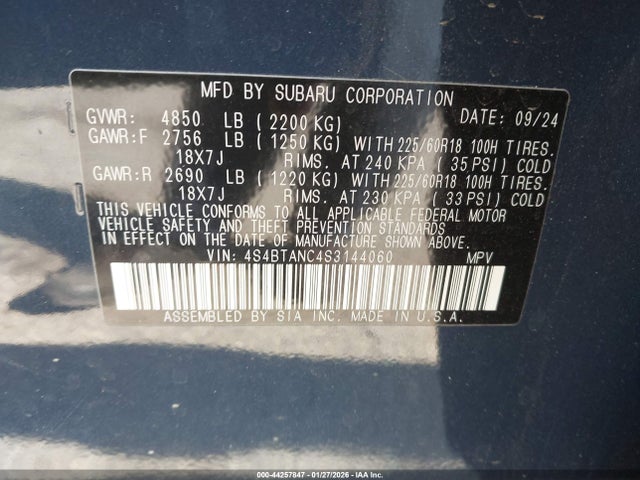 MFD BY SUBARU CORPORATION
DATE: 09/24
GVWR: 4850 LB ( 2200 KG)
GAWR: F 2756 LB ( 1250 KG) WITH 225/60R18 100H TIRES.
18X7J RIMS. AT 240 KPA ( 35 PSI) COLD
GAWR: R 2690 LB ( 1220 KG) WITH 225/60R18 100H TIRES.
18X7J RIMS. AT 230 KPA ( 33 PSI) COLD
THIS VEHICLE CONFORMS TO ALL APPLICABLE FEDERAL MOTOR
VEHICLE SAFETY AND THEFT PREVENTION STANDARDS
IN EFFECT ON THE DATE OF MANUFACTURE SHOWN ABOVE.
VIN: 4S4BTANC4S3144060 MPV
ASSEMBLED BY SIA INC. MADE IN U.S.A.
000-44257847 | 01/27/2026 | IAA Inc.